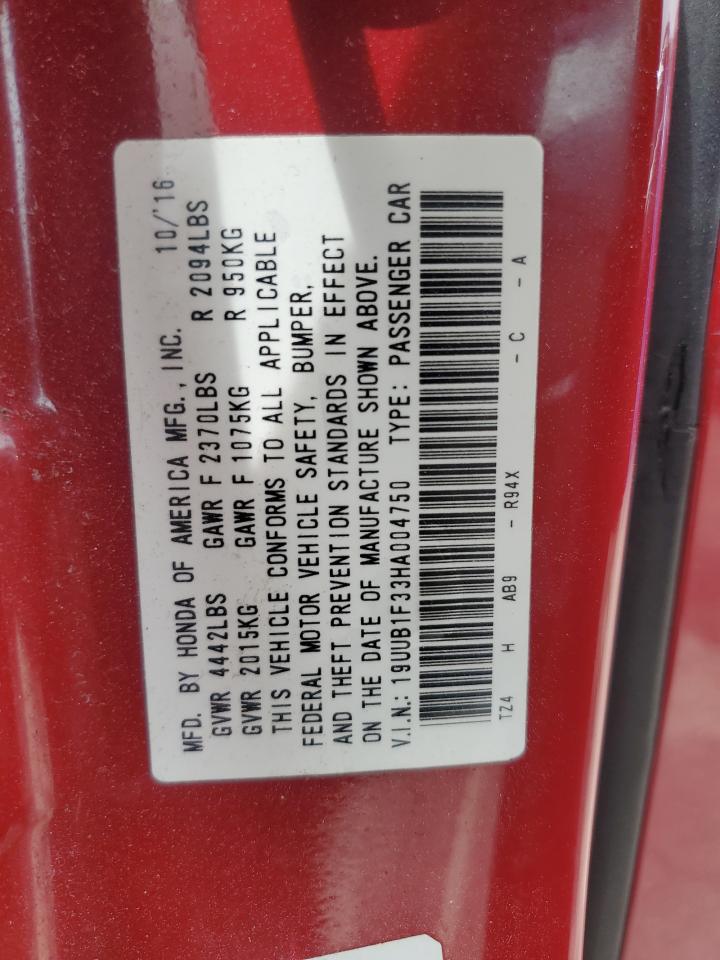 MFD. BY HONDA OF AMERICA MFG., INC. 10/'16
GVWR 4442LBS GAWR F 2370LBS R 2094LBS
GVWR 2015KG GAWR F 1075KG R 950KG
THIS VEHICLE CONFORMS TO ALL APPLICABLE
FEDERAL MOTOR VEHICLE SAFETY, BUMPER,
AND THEFT PREVENTION STANDARDS IN EFFECT
ON THE DATE OF MANUFACTURE SHOWN ABOVE.
V.I.N.: 19UUB1F33HA004750 TYPE: PASSENGER CAR
TZ4 H AB9 - R94X - C - A